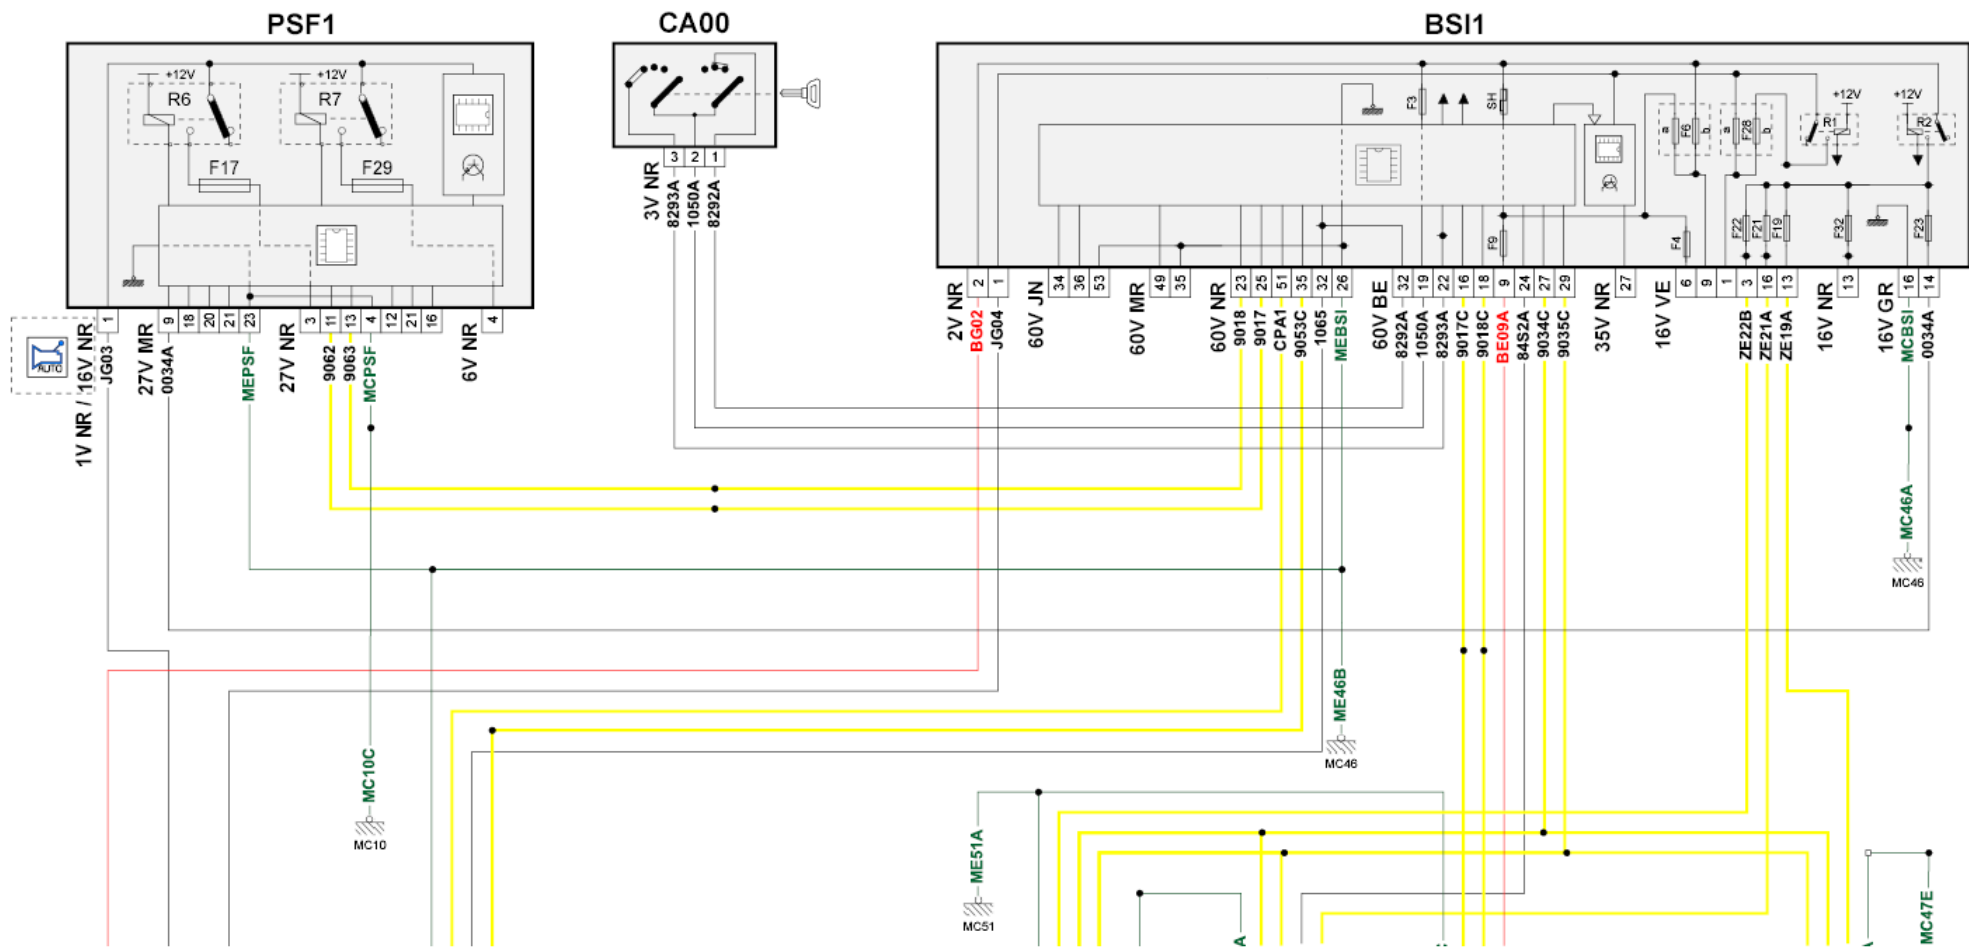 PSF1
CA00
BSI1
+12V
R6
+12V
R7
F17
F29
3 2 1
3V NR
8293A
1050A
8292A
F3
SH
a
F6
b
a
F28
b
+12V
R1
+12V
R2
F9
F4
F22
F21
F19
F32
F23
AUTO
1V NR / 16V NR
1
JG03
27V MR
9 18 20 21 23
0034A
MEPSF
27V NR
3 11 13 4 12 21 16
9062
9063
MCPSF
6V NR
4
2V NR
2 1
BG02
JG04
60V JN
34 36 53
60V MR
49 35
60V NR
23 25 51 35 32 26
9018
9017
CPA1
9053C
1065
MEBSI
60V BE
32 19 22 16 18 9 24 27 29
8292A
1050A
8293A
9017C
9018C
BE09A
84S2A
9034C
9035C
35V NR
27
16V VE
6 9 1 3 16 13
ZE22B
ZE21A
ZE19A
16V NR
13
16V GR
16 14
MCBSI
0034A
MC46A
MC46
ME46B
MC46
MC10C
MC10
ME51A
MC51
MC47E